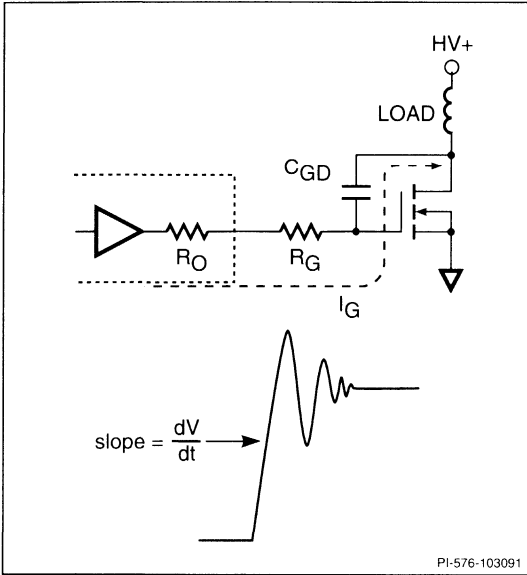 HV+
LOAD
CGD
RO
RG
IG
slope = dV/dt
PI-576-103091